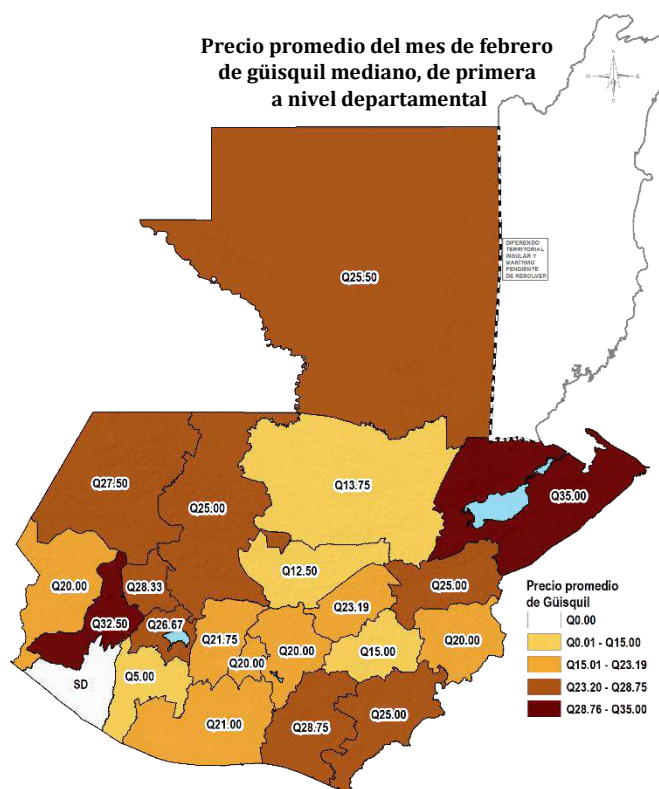 Precio promedio del mes de febrero
de güisquil mediano, de primera
a nivel departamental
DIFERENDO
TERRITORIAL
INSULAR Y
MARÍTIMO
PENDIENTE
DE RESOLVER
Q25.50
Q27.50
Q25.00
Q13.75
Q35.00
Q20.00
Q28.33
Q12.50
Q25.00
Q32.50
Q26.67
Q23.19
Q21.75
Q20.00
Q20.00
Q15.00
Q20.00
SD
Q5.00
Q21.00
Q28.75
Q25.00
Precio promedio
de Güisquil
Q0.00
Q0.01 - Q15.00
Q15.01 - Q23.19
Q23.20 - Q28.75
Q28.76 - Q35.00